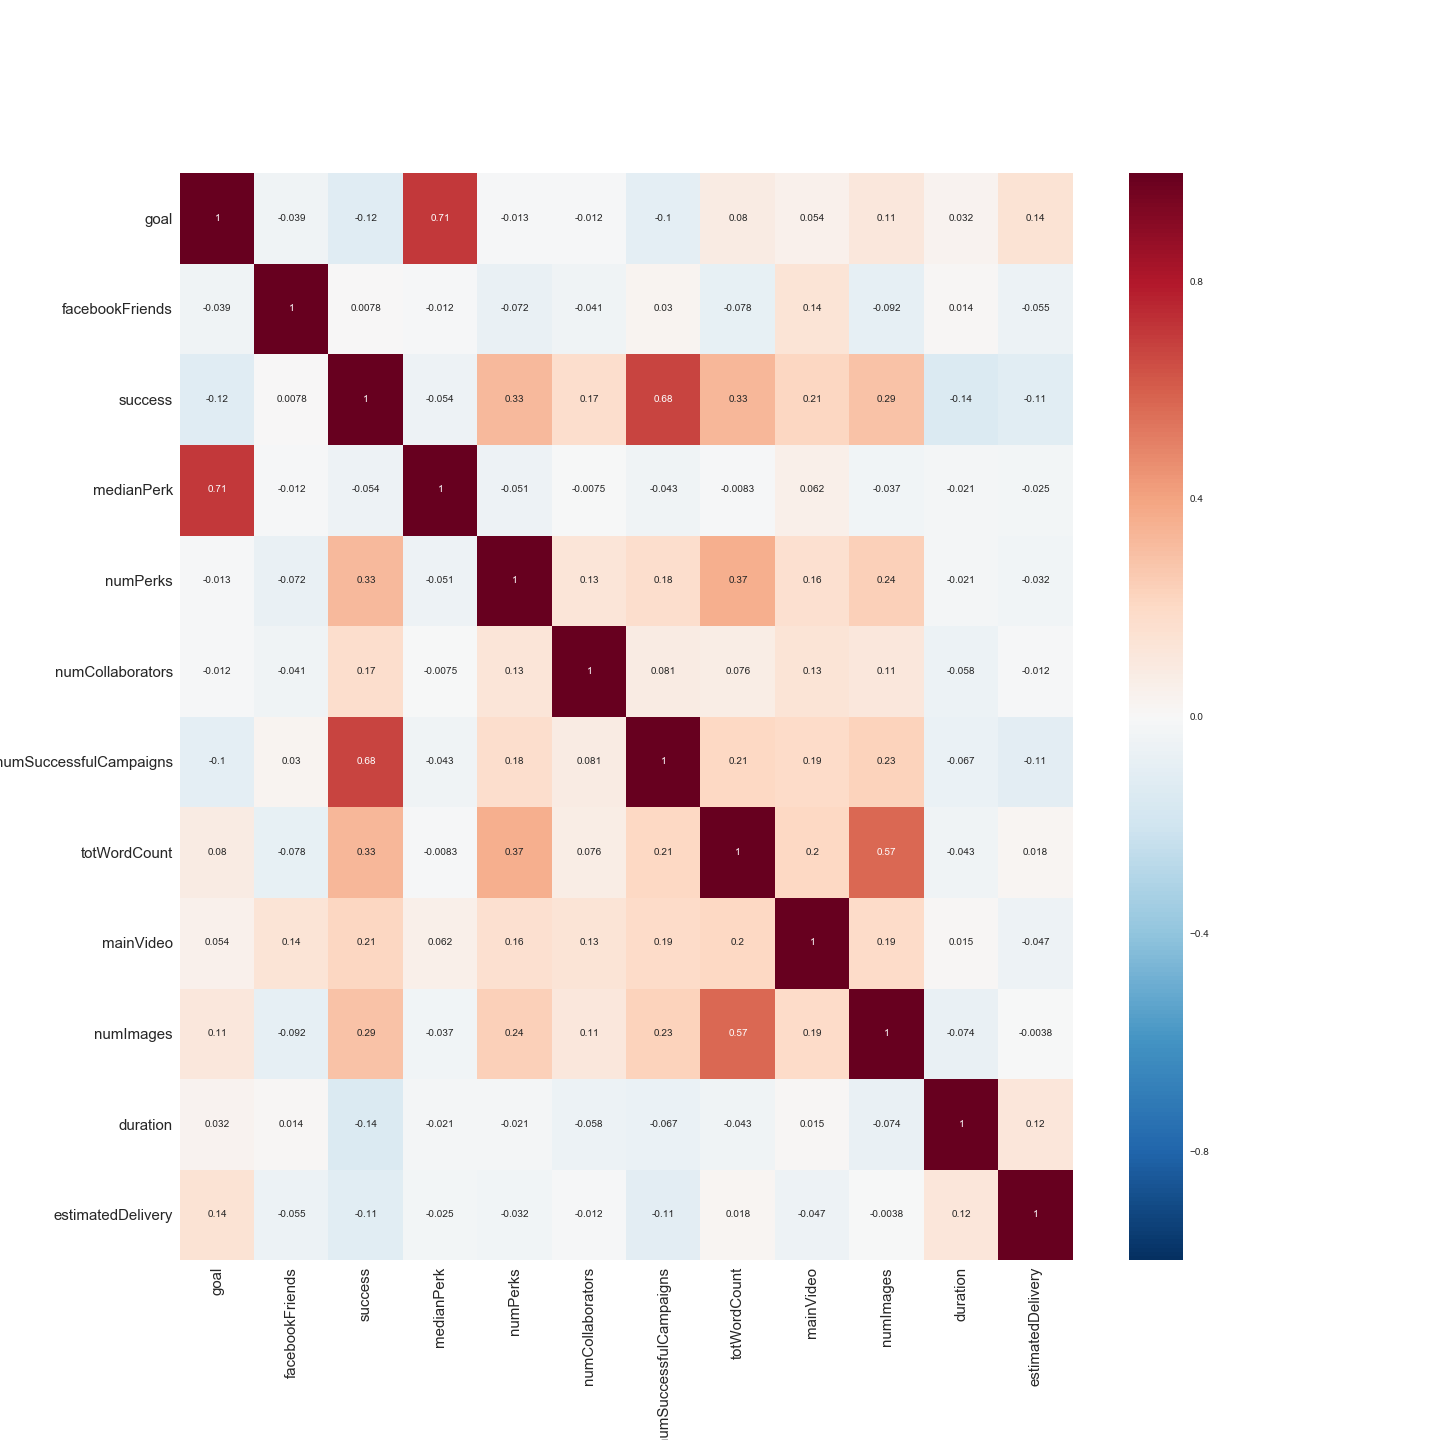 goal 1 -0.039 -0.12 0.71 -0.013 -0.012 -0.1 0.08 0.054 0.11 0.032 0.14
0.8
facebookFriends -0.039 1 0.0078 -0.012 -0.072 -0.041 0.03 -0.078 0.14 -0.092 0.014 -0.055
success -0.12 0.0078 1 -0.054 0.33 0.17 0.68 0.33 0.21 0.29 -0.14 -0.11
medianPerk 0.71 -0.012 -0.054 1 -0.051 -0.0075 -0.043 -0.0083 0.062 -0.037 -0.021 -0.025
0.4
numPerks -0.013 -0.072 0.33 -0.051 1 0.13 0.18 0.37 0.16 0.24 -0.021 -0.032
numCollaborators -0.012 -0.041 0.17 -0.0075 0.13 1 0.081 0.076 0.13 0.11 -0.058 -0.012
0.0
numSuccessfulCampaigns -0.1 0.03 0.68 -0.043 0.18 0.081 1 0.21 0.19 0.23 -0.067 -0.11
totWordCount 0.08 -0.078 0.33 -0.0083 0.37 0.076 0.21 1 0.2 0.57 -0.043 0.018
mainVideo 0.054 0.14 0.21 0.062 0.16 0.13 0.19 0.2 1 0.19 0.015 -0.047
−0.4
numImages 0.11 -0.092 0.29 -0.037 0.24 0.11 0.23 0.57 0.19 1 -0.074 -0.0038
duration 0.032 0.014 -0.14 -0.021 -0.021 -0.058 -0.067 -0.043 0.015 -0.074 1 0.12
−0.8
estimatedDelivery 0.14 -0.055 -0.11 -0.025 -0.032 -0.012 -0.11 0.018 -0.047 -0.0038 0.12 1
goal
facebookFriends
success
medianPerk
numPerks
numCollaborators
numSuccessfulCampaigns
totWordCount
mainVideo
numImages
duration
estimatedDelivery